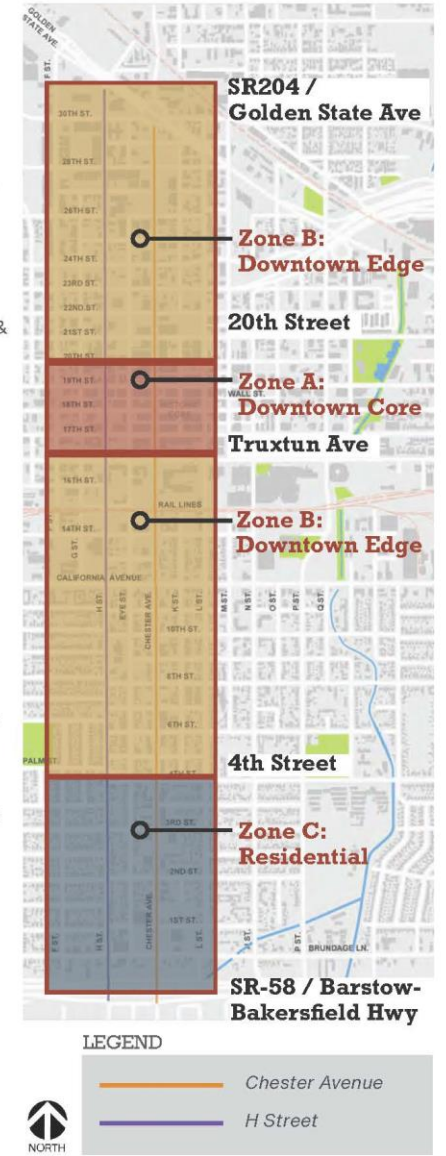 GOLDEN
STATE AVE.
F ST.
SR204 /
Golden State Ave
30TH ST.
28TH ST.
26TH ST.
Zone B:
Downtown Edge
24TH ST.
23RD ST.
22ND ST.
20th Street
21ST ST.
&
20TH ST.
19TH ST.
Zone A:
Downtown Core
WALL ST.
18TH ST.
17TH ST.
Truxtun Ave
16TH ST.
RAIL LINES
Zone B:
Downtown Edge
14TH ST.
G ST.
CALIFORNIA AVENUE
H ST.
EYE ST.
CHESTER AVE.
K ST.
L ST.
M ST.
N ST.
O ST.
P ST.
Q ST.
10TH ST.
8TH ST.
6TH ST.
4th Street
4TH ST.
3RD ST.
Zone C:
Residential
2ND ST.
1ST ST.
H ST.
CHESTER AVE.
L ST.
P ST.
BRUNDAGE LN.
SR-58 / Barstow-
Bakersfield Hwy
LEGEND
Chester Avenue
H Street
NORTH